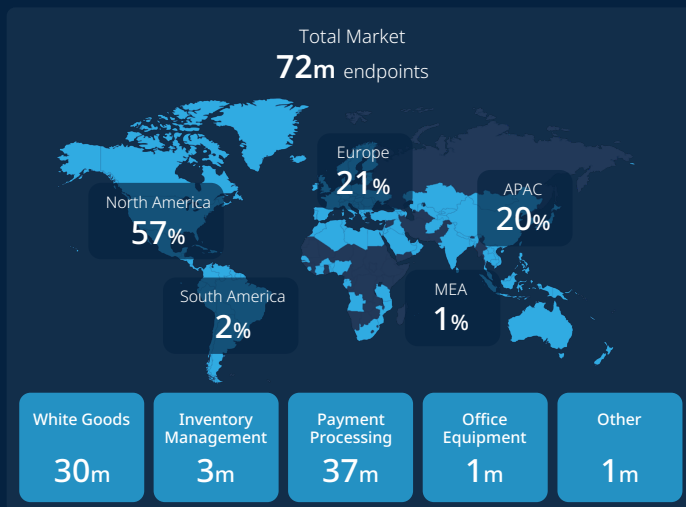 Total Market
72m endpoints
Europe
21%
APAC
20%
North America
57%
South America
2%
MEA
1%
White Goods
30m
Inventory
Management
3m
Payment
Processing
37m
Office
Equipment
1m
Other
1m